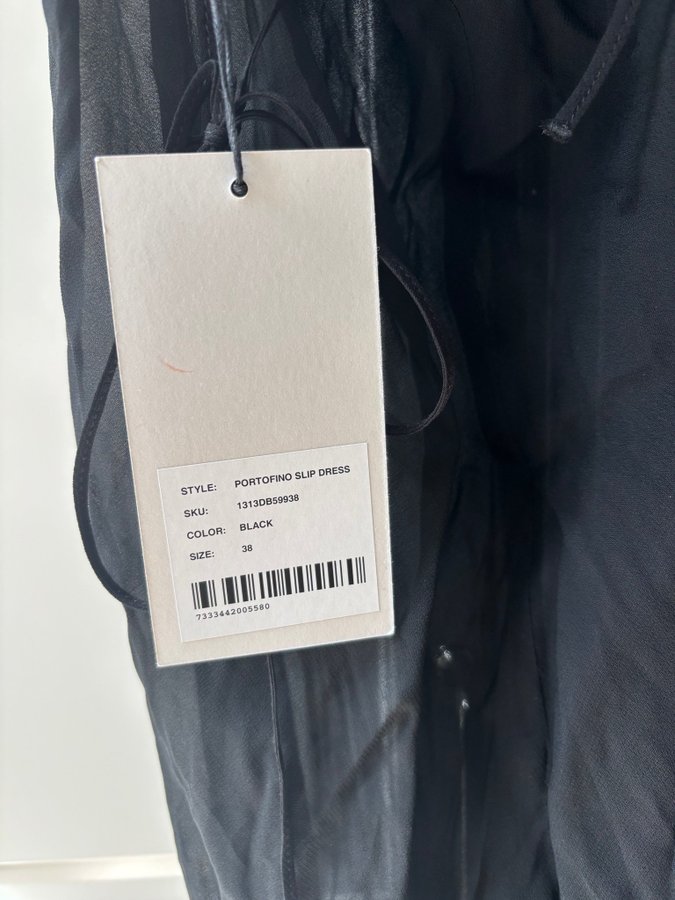 STYLE: PORTOFINO SLIP DRESS
SKU: 1313DB59938
COLOR: BLACK
SIZE: 38
7333442005580